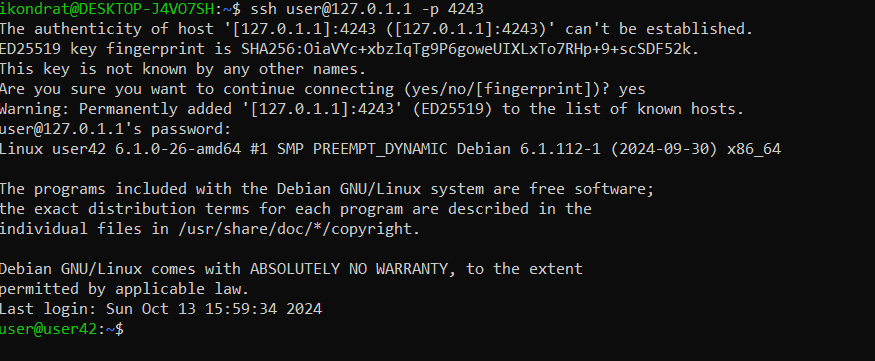 ikondrat@DESKTOP-J4VO7SH:~$ ssh user@127.0.1.1 -p 4243
The authenticity of host '[127.0.1.1]:4243 ([127.0.1.1]:4243)' can't be established.
ED25519 key fingerprint is SHA256:OiaVYc+xbzIqTg9P6goweUIXLxTo7RHp+9+scSDF52k.
This key is not known by any other names.
Are you sure you want to continue connecting (yes/no/[fingerprint])? yes
Warning: Permanently added '[127.0.1.1]:4243' (ED25519) to the list of known hosts.
user@127.0.1.1's password:
Linux user42 6.1.0-26-amd64 #1 SMP PREEMPT_DYNAMIC Debian 6.1.112-1 (2024-09-30) x86_64

The programs included with the Debian GNU/Linux system are free software;
the exact distribution terms for each program are described in the
individual files in /usr/share/doc/*/copyright.

Debian GNU/Linux comes with ABSOLUTELY NO WARRANTY, to the extent
permitted by applicable law.
Last login: Sun Oct 13 15:59:34 2024
user@user42:~$